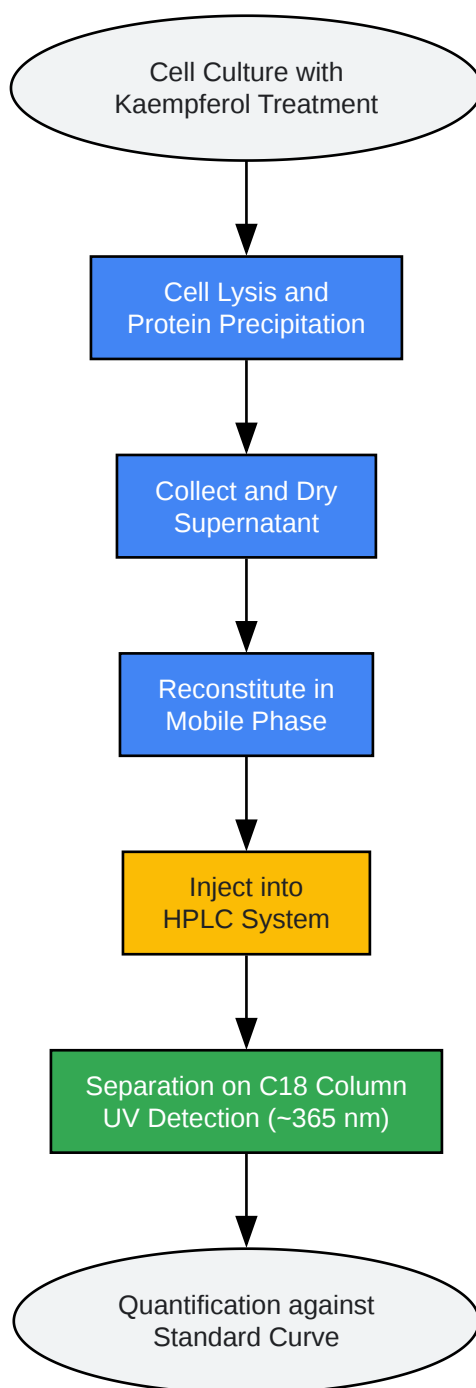 Cell Culture with
Kaempferol Treatment
Cell Lysis and
Protein Precipitation
Collect and Dry
Supernatant
Reconstitute in
Mobile Phase
Inject into
HPLC System
Separation on C18 Column
UV Detection (~365 nm)
Quantification against
Standard Curve